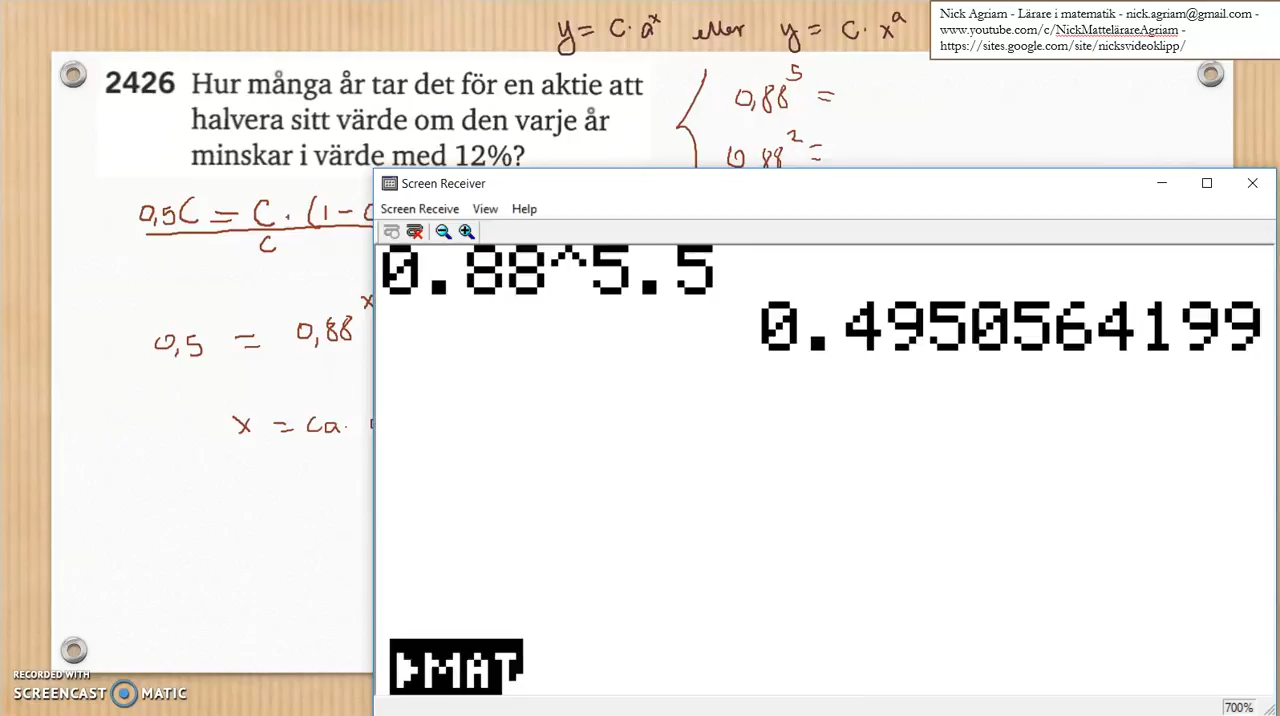 y = C · a^x eller y = C · x^a
Nick Agriam - Lärare i matematik - nick.agriam@gmail.com -
www.youtube.com/c/NickMattelärareAgriam -
https://sites.google.com/site/nicksvideoklipp/
2426 Hur många år tar det för en aktie att
halvera sitt värde om den varje år
minskar i värde med 12%?
0,88^5 =
0,88^2 =
0,5C = C · (1 -
C
0,5 = 0,88^x
x = ca.
Screen Receiver
Screen Receive View Help
0.88^5.5
0.4950564199
▶MAT
700%
RECORDED WITH
SCREENCAST MATIC